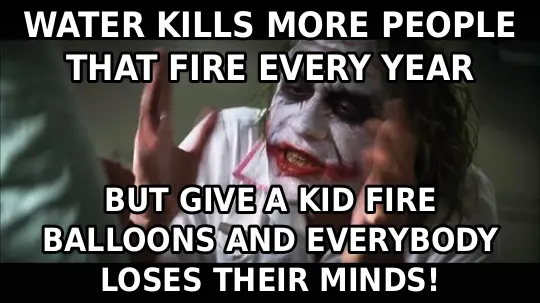 WATER KILLS MORE PEOPLE
THAT FIRE EVERY YEAR
BUT GIVE A KID FIRE
BALLOONS AND EVERYBODY
LOSES THEIR MINDS!